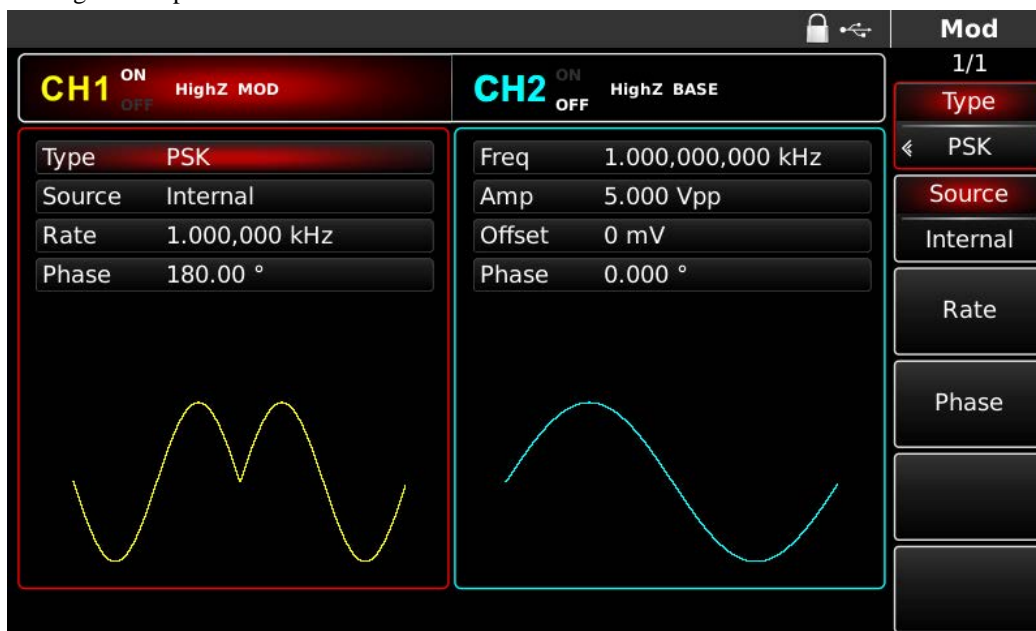 Mod
1/1
CH1 ON OFF HighZ MOD
CH2 ON OFF HighZ BASE
Type
PSK
Type PSK
Source Internal
Rate 1.000,000 kHz
Phase 180.00 °
Freq 1.000,000,000 kHz
Amp 5.000 Vpp
Offset 0 mV
Phase 0.000 °
Source
Internal
Rate
Phase